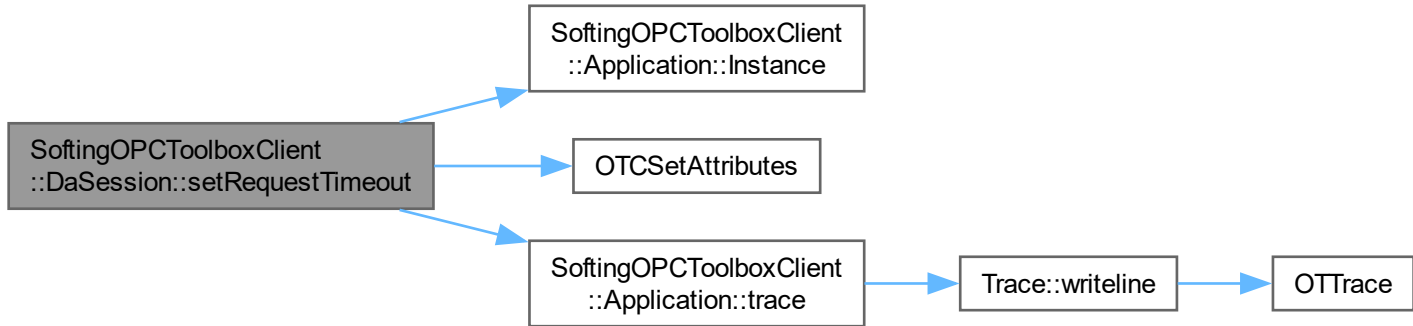 SoftingOPCToolboxClient
::Application::Instance
SoftingOPCToolboxClient
::DaSession::setRequestTimeout
OTCSetAttributes
SoftingOPCToolboxClient
::Application::trace
Trace::writeline
OTTrace